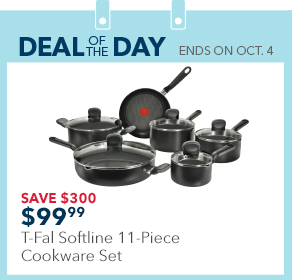 DEAL OF THE DAY ENDS ON OCT. 4
SAVE $300
$99.99
T-Fal Softline 11-Piece
Cookware Set